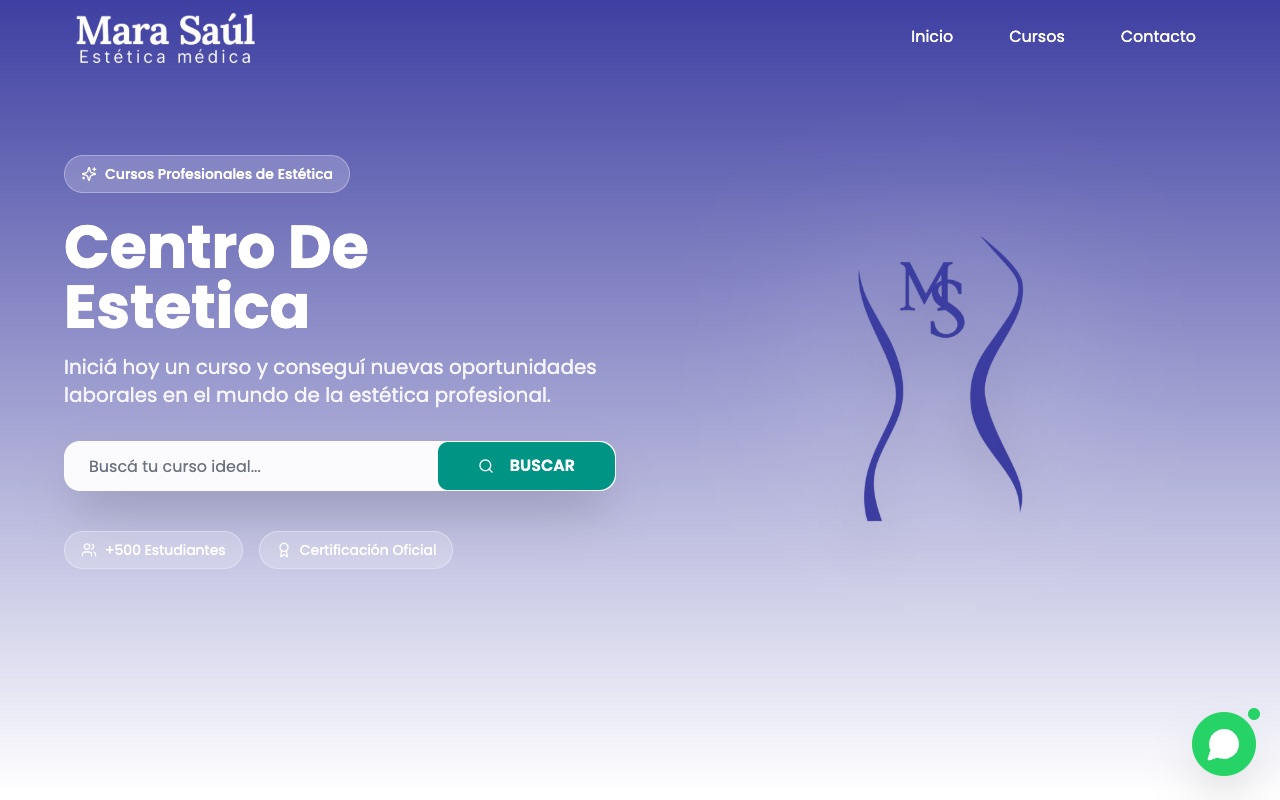 Mara Saúl
Estética médica
Inicio
Cursos
Contacto
Cursos Profesionales de Estética
Centro De
Estetica
Iniciá hoy un curso y conseguí nuevas oportunidades
laborales en el mundo de la estética profesional.
Buscá tu curso ideal...
BUSCAR
MS
+500 Estudiantes
Certificación Oficial